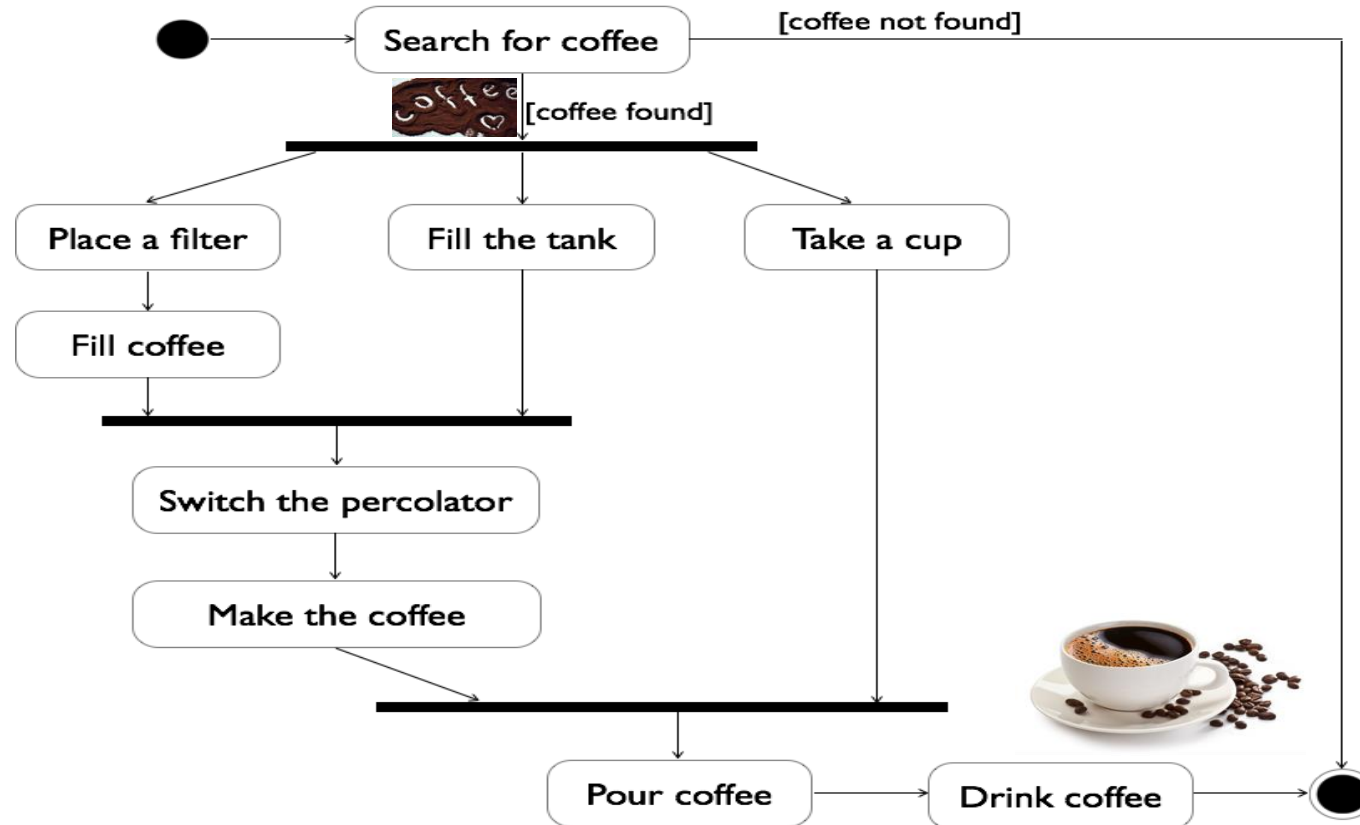 Search for coffee
[coffee not found]
coffee
[coffee found]
Place a filter
Fill the tank
Take a cup
Fill coffee
Switch the percolator
Make the coffee
Pour coffee
Drink coffee